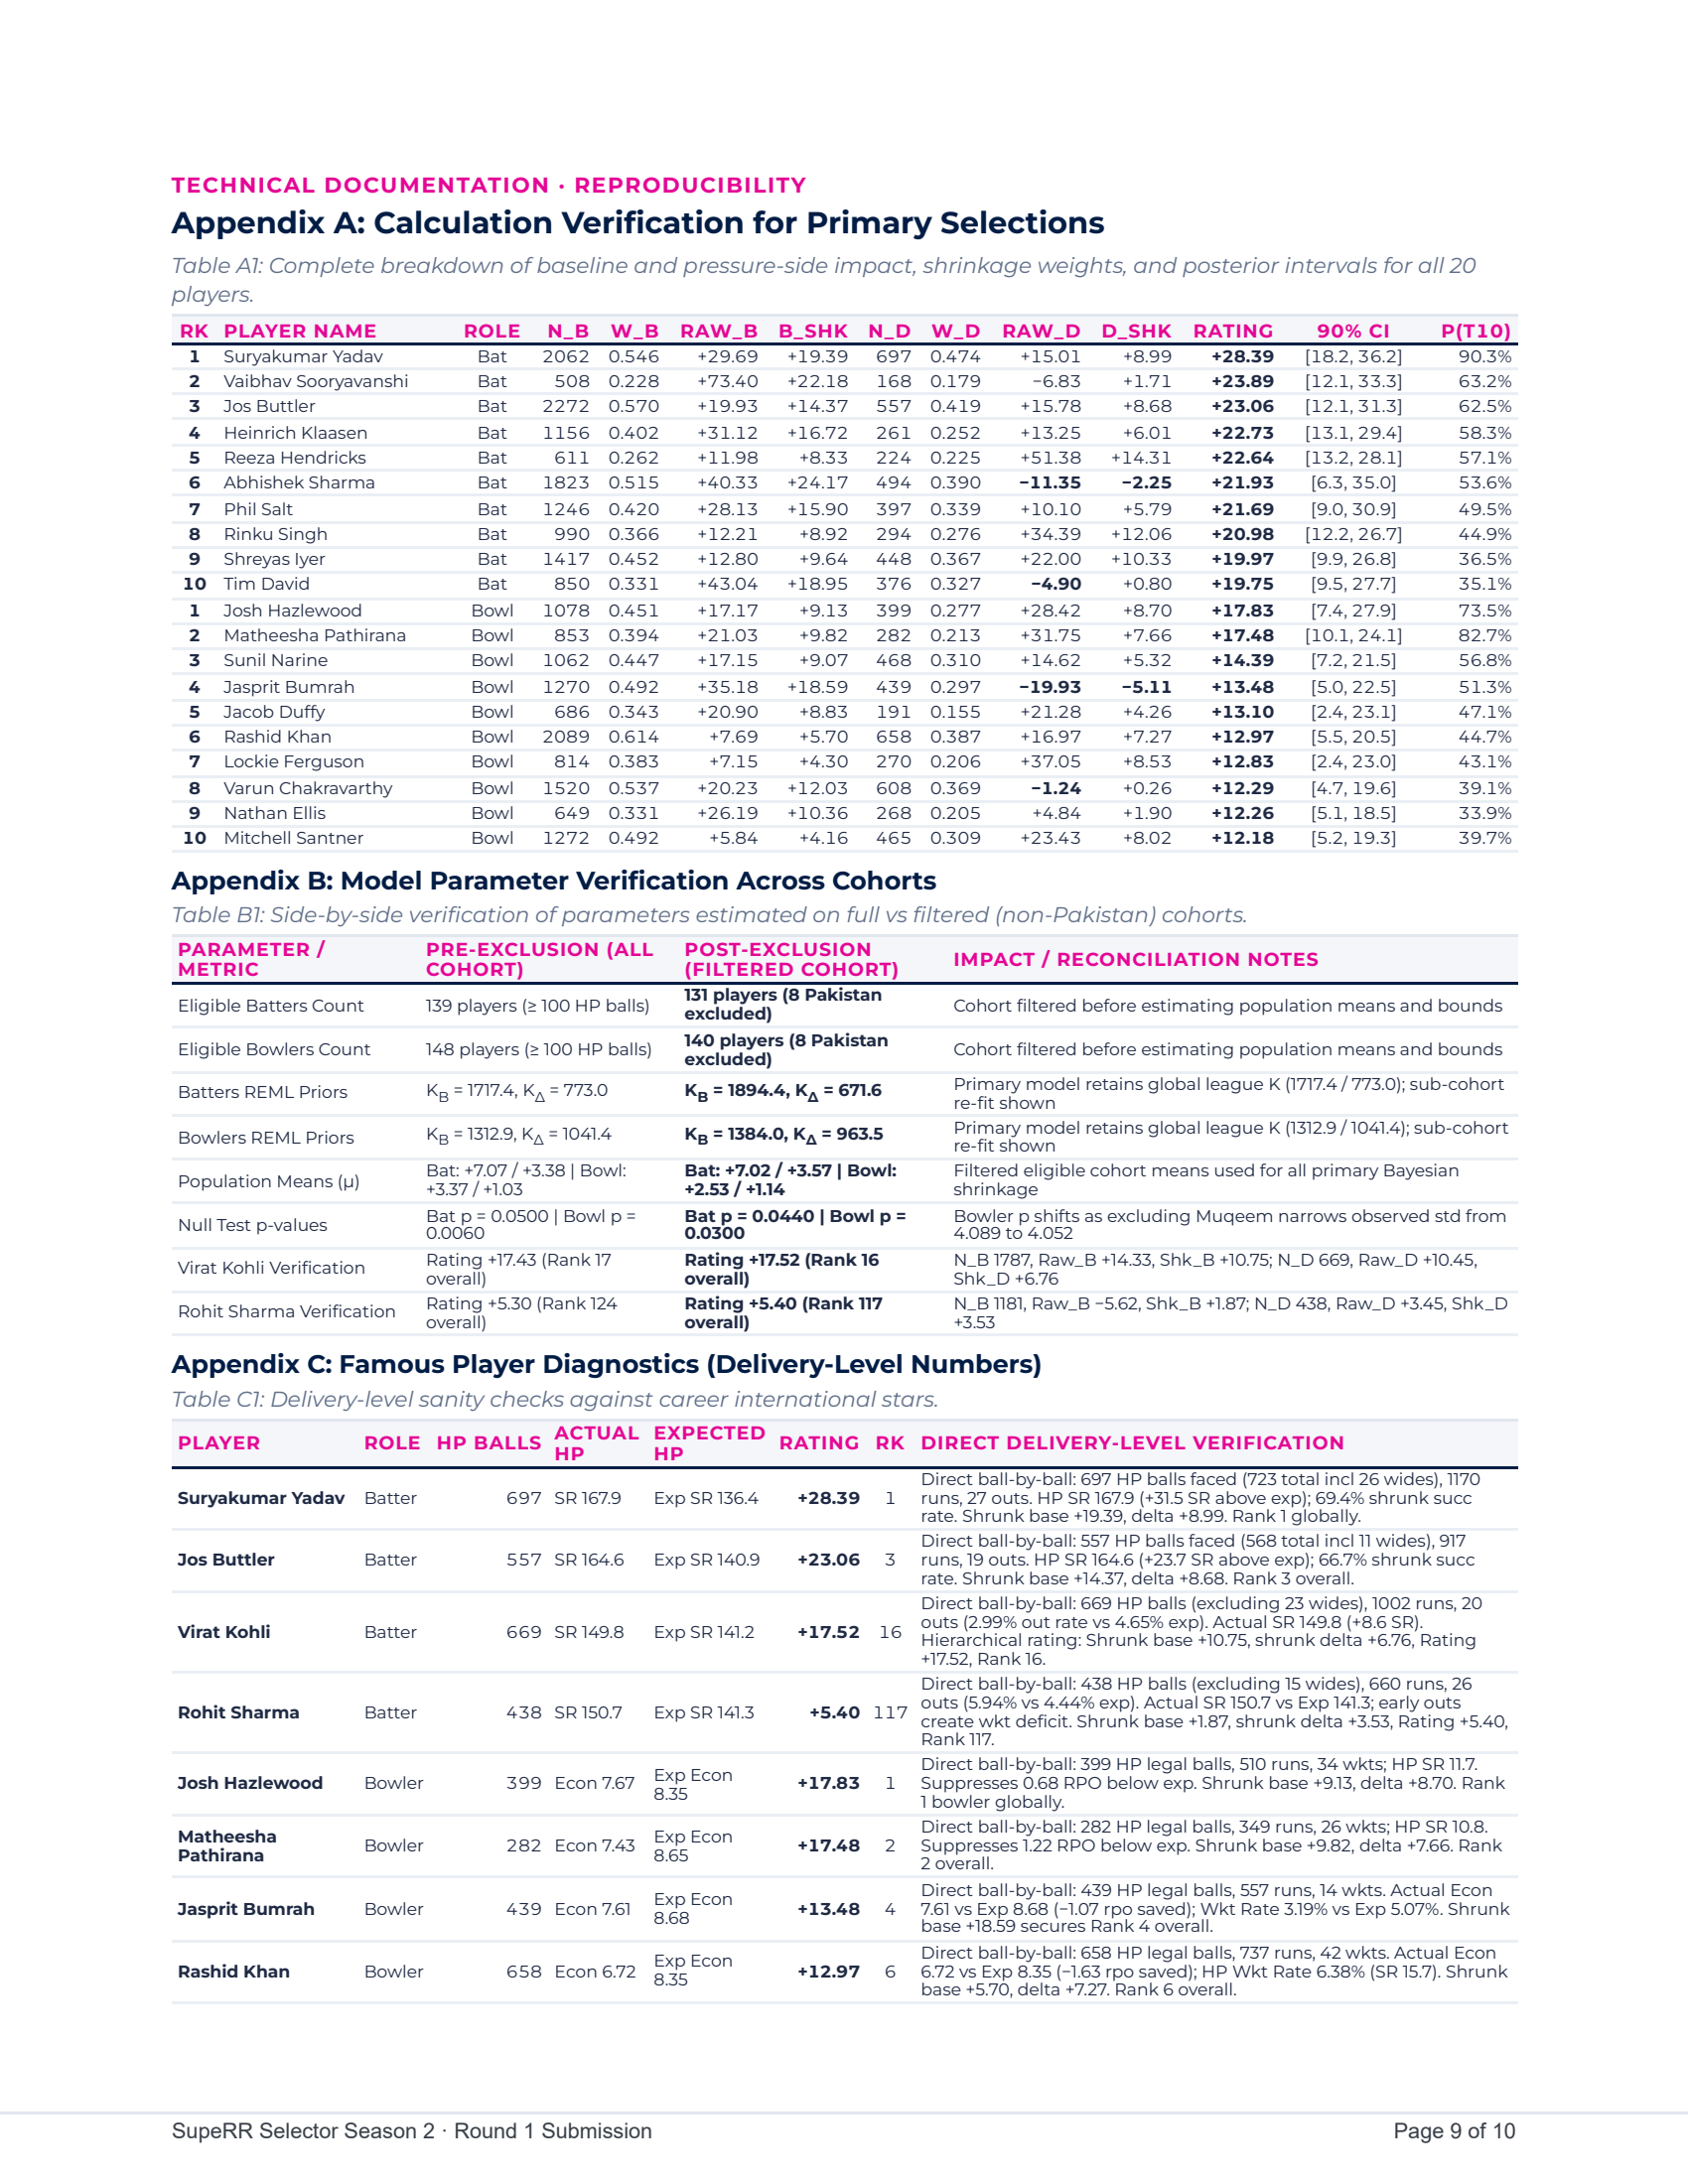 TECHNICAL DOCUMENTATION · REPRODUCIBILITY
Appendix A: Calculation Verification for Primary Selections
Table A1: Complete breakdown of baseline and pressure-side impact, shrinkage weights, and posterior intervals for all 20
players.
RK PLAYER NAME ROLE N_B W_B RAW_B B_SHK N_D W_D RAW_D D_SHK RATING 90% CI P(T10)
1 Suryakumar Yadav Bat 2062 0.546 +29.69 +19.39 697 0.474 +15.01 +8.99 +28.39 [18.2, 36.2] 90.3%
2 Vaibhav Sooryavanshi Bat 508 0.228 +73.40 +22.18 168 0.179 −6.83 +1.71 +23.89 [12.1, 33.3] 63.2%
3 Jos Buttler Bat 2272 0.570 +19.93 +14.37 557 0.419 +15.78 +8.68 +23.06 [12.1, 31.3] 62.5%
4 Heinrich Klaasen Bat 1156 0.402 +31.12 +16.72 261 0.252 +13.25 +6.01 +22.73 [13.1, 29.4] 58.3%
5 Reeza Hendricks Bat 611 0.262 +11.98 +8.33 224 0.225 +51.38 +14.31 +22.64 [13.2, 28.1] 57.1%
6 Abhishek Sharma Bat 1823 0.515 +40.33 +24.17 494 0.390 −11.35 −2.25 +21.93 [6.3, 35.0] 53.6%
7 Phil Salt Bat 1246 0.420 +28.13 +15.90 397 0.339 +10.10 +5.79 +21.69 [9.0, 30.9] 49.5%
8 Rinku Singh Bat 990 0.366 +12.21 +8.92 294 0.276 +34.39 +12.06 +20.98 [12.2, 26.7] 44.9%
9 Shreyas Iyer Bat 1417 0.452 +12.80 +9.64 448 0.367 +22.00 +10.33 +19.97 [9.9, 26.8] 36.5%
10 Tim David Bat 850 0.331 +43.04 +18.95 376 0.327 −4.90 +0.80 +19.75 [9.5, 27.7] 35.1%
1 Josh Hazlewood Bowl 1078 0.451 +17.17 +9.13 399 0.277 +28.42 +8.70 +17.83 [7.4, 27.9] 73.5%
2 Matheesha Pathirana Bowl 853 0.394 +21.03 +9.82 282 0.213 +31.75 +7.66 +17.48 [10.1, 24.1] 82.7%
3 Sunil Narine Bowl 1062 0.447 +17.15 +9.07 468 0.310 +14.62 +5.32 +14.39 [7.2, 21.5] 56.8%
4 Jasprit Bumrah Bowl 1270 0.492 +35.18 +18.59 439 0.297 −19.93 −5.11 +13.48 [5.0, 22.5] 51.3%
5 Jacob Duffy Bowl 686 0.343 +20.90 +8.83 191 0.155 +21.28 +4.26 +13.10 [2.4, 23.1] 47.1%
6 Rashid Khan Bowl 2089 0.614 +7.69 +5.70 658 0.387 +16.97 +7.27 +12.97 [5.5, 20.5] 44.7%
7 Lockie Ferguson Bowl 814 0.383 +7.15 +4.30 270 0.206 +37.05 +8.53 +12.83 [2.4, 23.0] 43.1%
8 Varun Chakravarthy Bowl 1520 0.537 +20.23 +12.03 608 0.369 −1.24 +0.26 +12.29 [4.7, 19.6] 39.1%
9 Nathan Ellis Bowl 649 0.331 +26.19 +10.36 268 0.205 +4.84 +1.90 +12.26 [5.1, 18.5] 33.9%
10 Mitchell Santner Bowl 1272 0.492 +5.84 +4.16 465 0.309 +23.43 +8.02 +12.18 [5.2, 19.3] 39.7%
Appendix B: Model Parameter Verification Across Cohorts
Table B1: Side-by-side verification of parameters estimated on full vs filtered (non-Pakistan) cohorts.
PARAMETER /
METRIC
PRE-EXCLUSION (ALL
COHORT)
POST-EXCLUSION
(FILTERED COHORT)
IMPACT / RECONCILIATION NOTES
Eligible Batters Count
139 players (≥ 100 HP balls)
131 players (8 Pakistan
excluded)
Cohort filtered before estimating population means and bounds
Eligible Bowlers Count
148 players (≥ 100 HP balls)
140 players (8 Pakistan
excluded)
Cohort filtered before estimating population means and bounds
Batters REML Priors
K_B = 1717.4, K_Δ = 773.0
K_B = 1894.4, K_Δ = 671.6
Primary model retains global league K (1717.4 / 773.0); sub-cohort
re-fit shown
Bowlers REML Priors
K_B = 1312.9, K_Δ = 1041.4
K_B = 1384.0, K_Δ = 963.5
Primary model retains global league K (1312.9 / 1041.4); sub-cohort
re-fit shown
Population Means (μ)
Bat: +7.07 / +3.38 | Bowl:
+3.37 / +1.03
Bat: +7.02 / +3.57 | Bowl:
+2.53 / +1.14
Filtered eligible cohort means used for all primary Bayesian
shrinkage
Null Test p-values
Bat p = 0.0500 | Bowl p =
0.0060
Bat p = 0.0440 | Bowl p =
0.0300
Bowler p shifts as excluding Muqeem narrows observed std from
4.089 to 4.052
Virat Kohli Verification
Rating +17.43 (Rank 17
overall)
Rating +17.52 (Rank 16
overall)
N_B 1787, Raw_B +14.33, Shk_B +10.75; N_D 669, Raw_D +10.45,
Shk_D +6.76
Rohit Sharma Verification
Rating +5.30 (Rank 124
overall)
Rating +5.40 (Rank 117
overall)
N_B 1181, Raw_B −5.62, Shk_B +1.87; N_D 438, Raw_D +3.45, Shk_D
+3.53
Appendix C: Famous Player Diagnostics (Delivery-Level Numbers)
Table C1: Delivery-level sanity checks against career international stars.
PLAYER ROLE HP BALLS
ACTUAL
HP
EXPECTED
HP
RATING RK DIRECT DELIVERY-LEVEL VERIFICATION
Suryakumar Yadav Batter 697 SR 167.9 Exp SR 136.4 +28.39 1
Direct ball-by-ball: 697 HP balls faced (723 total incl 26 wides), 1170
runs, 27 outs. HP SR 167.9 (+31.5 SR above exp); 69.4% shrunk succ
rate. Shrunk base +19.39, delta +8.99. Rank 1 globally.
Jos Buttler Batter 557 SR 164.6 Exp SR 140.9 +23.06 3
Direct ball-by-ball: 557 HP balls faced (568 total incl 11 wides), 917
runs, 19 outs. HP SR 164.6 (+23.7 SR above exp); 66.7% shrunk succ
rate. Shrunk base +14.37, delta +8.68. Rank 3 overall.
Virat Kohli Batter 669 SR 149.8 Exp SR 141.2 +17.52 16
Direct ball-by-ball: 669 HP balls (excluding 23 wides), 1002 runs, 20
outs (2.99% out rate vs 4.65% exp). Actual SR 149.8 (+8.6 SR).
Hierarchical rating: Shrunk base +10.75, shrunk delta +6.76, Rating
+17.52, Rank 16.
Rohit Sharma Batter 438 SR 150.7 Exp SR 141.3 +5.40 117
Direct ball-by-ball: 438 HP balls (excluding 15 wides), 660 runs, 26
outs (5.94% vs 4.44% exp). Actual SR 150.7 vs Exp 141.3; early outs
create wkt deficit. Shrunk base +1.87, shrunk delta +3.53, Rating +5.40,
Rank 117.
Josh Hazlewood Bowler 399 Econ 7.67
Exp Econ
8.35
+17.83 1
Direct ball-by-ball: 399 HP legal balls, 510 runs, 34 wkts; HP SR 11.7.
Suppresses 0.68 RPO below exp. Shrunk base +9.13, delta +8.70. Rank
1 bowler globally.
Matheesha
Pathirana
Bowler 282 Econ 7.43
Exp Econ
8.65
+17.48 2
Direct ball-by-ball: 282 HP legal balls, 349 runs, 26 wkts; HP SR 10.8.
Suppresses 1.22 RPO below exp. Shrunk base +9.82, delta +7.66. Rank
2 overall.
Jasprit Bumrah Bowler 439 Econ 7.61
Exp Econ
8.68
+13.48 4
Direct ball-by-ball: 439 HP legal balls, 557 runs, 14 wkts. Actual Econ
7.61 vs Exp 8.68 (−1.07 rpo saved); Wkt Rate 3.19% vs Exp 5.07%. Shrunk
base +18.59 secures Rank 4 overall.
Rashid Khan Bowler 658 Econ 6.72
Exp Econ
8.35
+12.97 6
Direct ball-by-ball: 658 HP legal balls, 737 runs, 42 wkts. Actual Econ
6.72 vs Exp 8.35 (−1.63 rpo saved); HP Wkt Rate 6.38% (SR 15.7). Shrunk
base +5.70, delta +7.27. Rank 6 overall.
SupeRR Selector Season 2 · Round 1 Submission
Page 9 of 10